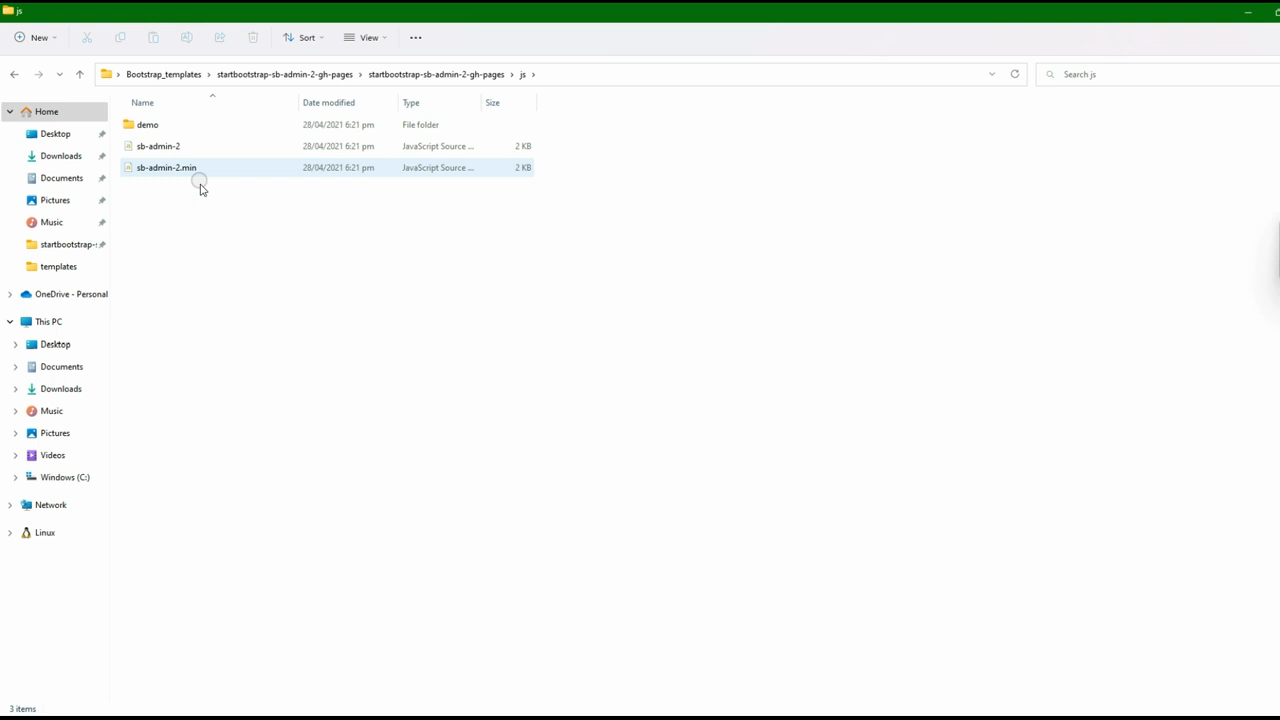 js
New Sort View •••
Bootstrap_templates › startbootstrap-sb-admin-2-gh-pages › startbootstrap-sb-admin-2-gh-pages › js ›
Search js
Name Date modified Type Size
demo 28/04/2021 6:21 pm File folder
sb-admin-2 28/04/2021 6:21 pm JavaScript Source ... 2 KB
sb-admin-2.min 28/04/2021 6:21 pm JavaScript Source ... 2 KB
Home
Desktop
Downloads
Documents
Pictures
Music
startbootstrap-s
templates
OneDrive - Personal
This PC
Desktop
Documents
Downloads
Music
Pictures
Videos
Windows (C:)
Network
Linux
3 items